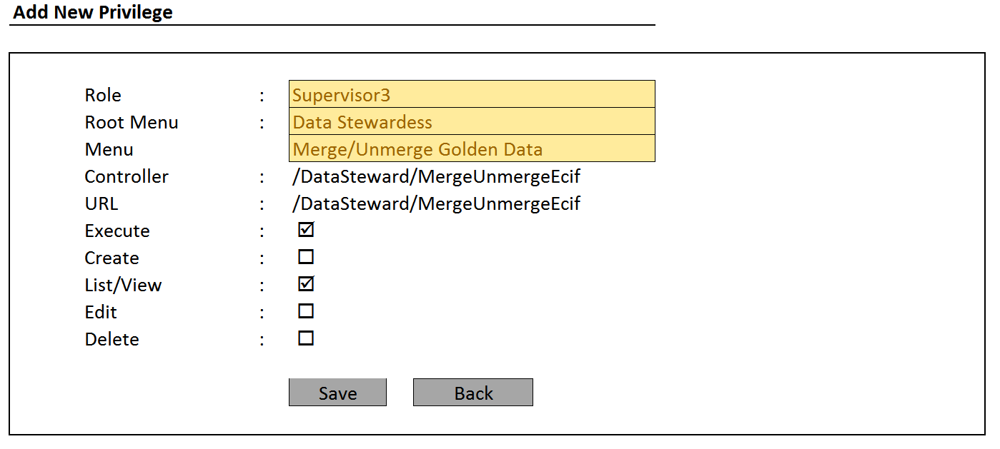 Add New Privilege
Role : Supervisor3
Root Menu : Data Stewardess
Menu Merge/Unmerge Golden Data
Controller : /DataSteward/MergeUnmergeEcif
URL : /DataSteward/MergeUnmergeEcif
Execute : ☑
Create : ☐
List/View : ☑
Edit : ☐
Delete : ☐
Save Back